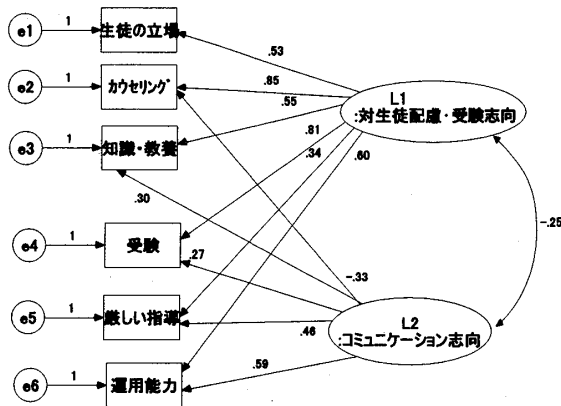 e1
1
生徒の立場
.53
e2
1
カウセリング
.85
L1
:対生徒配慮・受験志向
.55
e3
1
知識・教養
.81
.34
.60
.30
-.25
e4
1
受験
.27
-.33
e5
1
厳しい指導
.46
L2
:コミュニケーション志向
.59
e6
1
運用能力